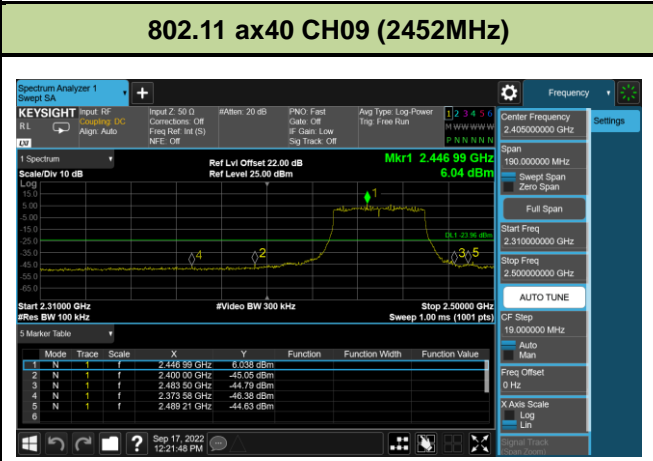 802.11 ax40 CH09 (2452MHz)
Spectrum Analyzer 1
Swept SA
Frequency
KEYSIGHT Input: RF Input Z: 50 Ω #Atten: 20 dB PNO: Fast Avg Type: Log-Power 1 2 3 4 5 6
RL Coupling: DC Corrections: Off Gate: Off Trig: Free Run M W W W W W
Align: Auto Freq Ref: Int (S) IF Gain: Low
NFE: Off Sig Track: Off P N N N N N
LXI
Center Frequency
2.405000000 GHz
Settings
1 Spectrum
Ref Lvl Offset 22.00 dB Mkr1 2.446 99 GHz
Scale/Div 10 dB Ref Level 25.00 dBm 6.04 dBm
Span
190.000000 MHz
Swept Span
Zero Span
Full Span
Log
15.0
5.00
-5.00
-15.0
-25.0
-35.0
-45.0
-55.0
-65.0
1
DL1 -23.96 dBm
4 2 3 5
Start 2.31000 GHz #Video BW 300 kHz Stop 2.50000 GHz
#Res BW 100 kHz Sweep 1.00 ms (1001 pts)
Start Freq
2.310000000 GHz
Stop Freq
2.500000000 GHz
AUTO TUNE
CF Step
19.000000 MHz
Auto
Man
Freq Offset
0 Hz
X Axis Scale
Log
Lin
Signal Track
(Span Zoom)
5 Marker Table
Mode Trace Scale X Y Function Function Width Function Value
1 N 1 f 2.446 99 GHz 6.038 dBm
2 N 1 f 2.400 00 GHz -45.05 dBm
3 N 1 f 2.483 50 GHz -44.79 dBm
4 N 1 f 2.373 58 GHz -46.38 dBm
5 N 1 f 2.489 21 GHz -44.63 dBm
6
Sep 17, 2022
12:21:48 PM